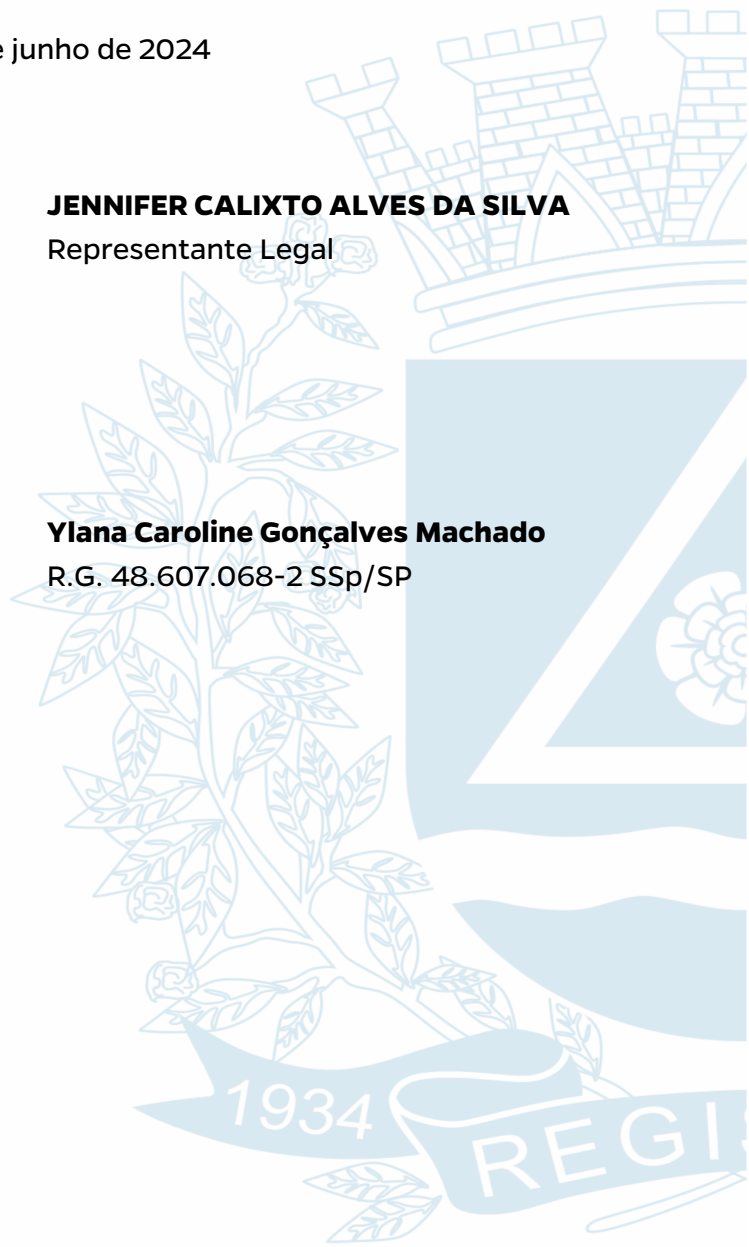 e junho de 2024
JENNIFER CALIXTO ALVES DA SILVA
Representante Legal
Ylana Caroline Gonçalves Machado
R.G. 48.607.068-2 SSp/SP
1934
REGIS